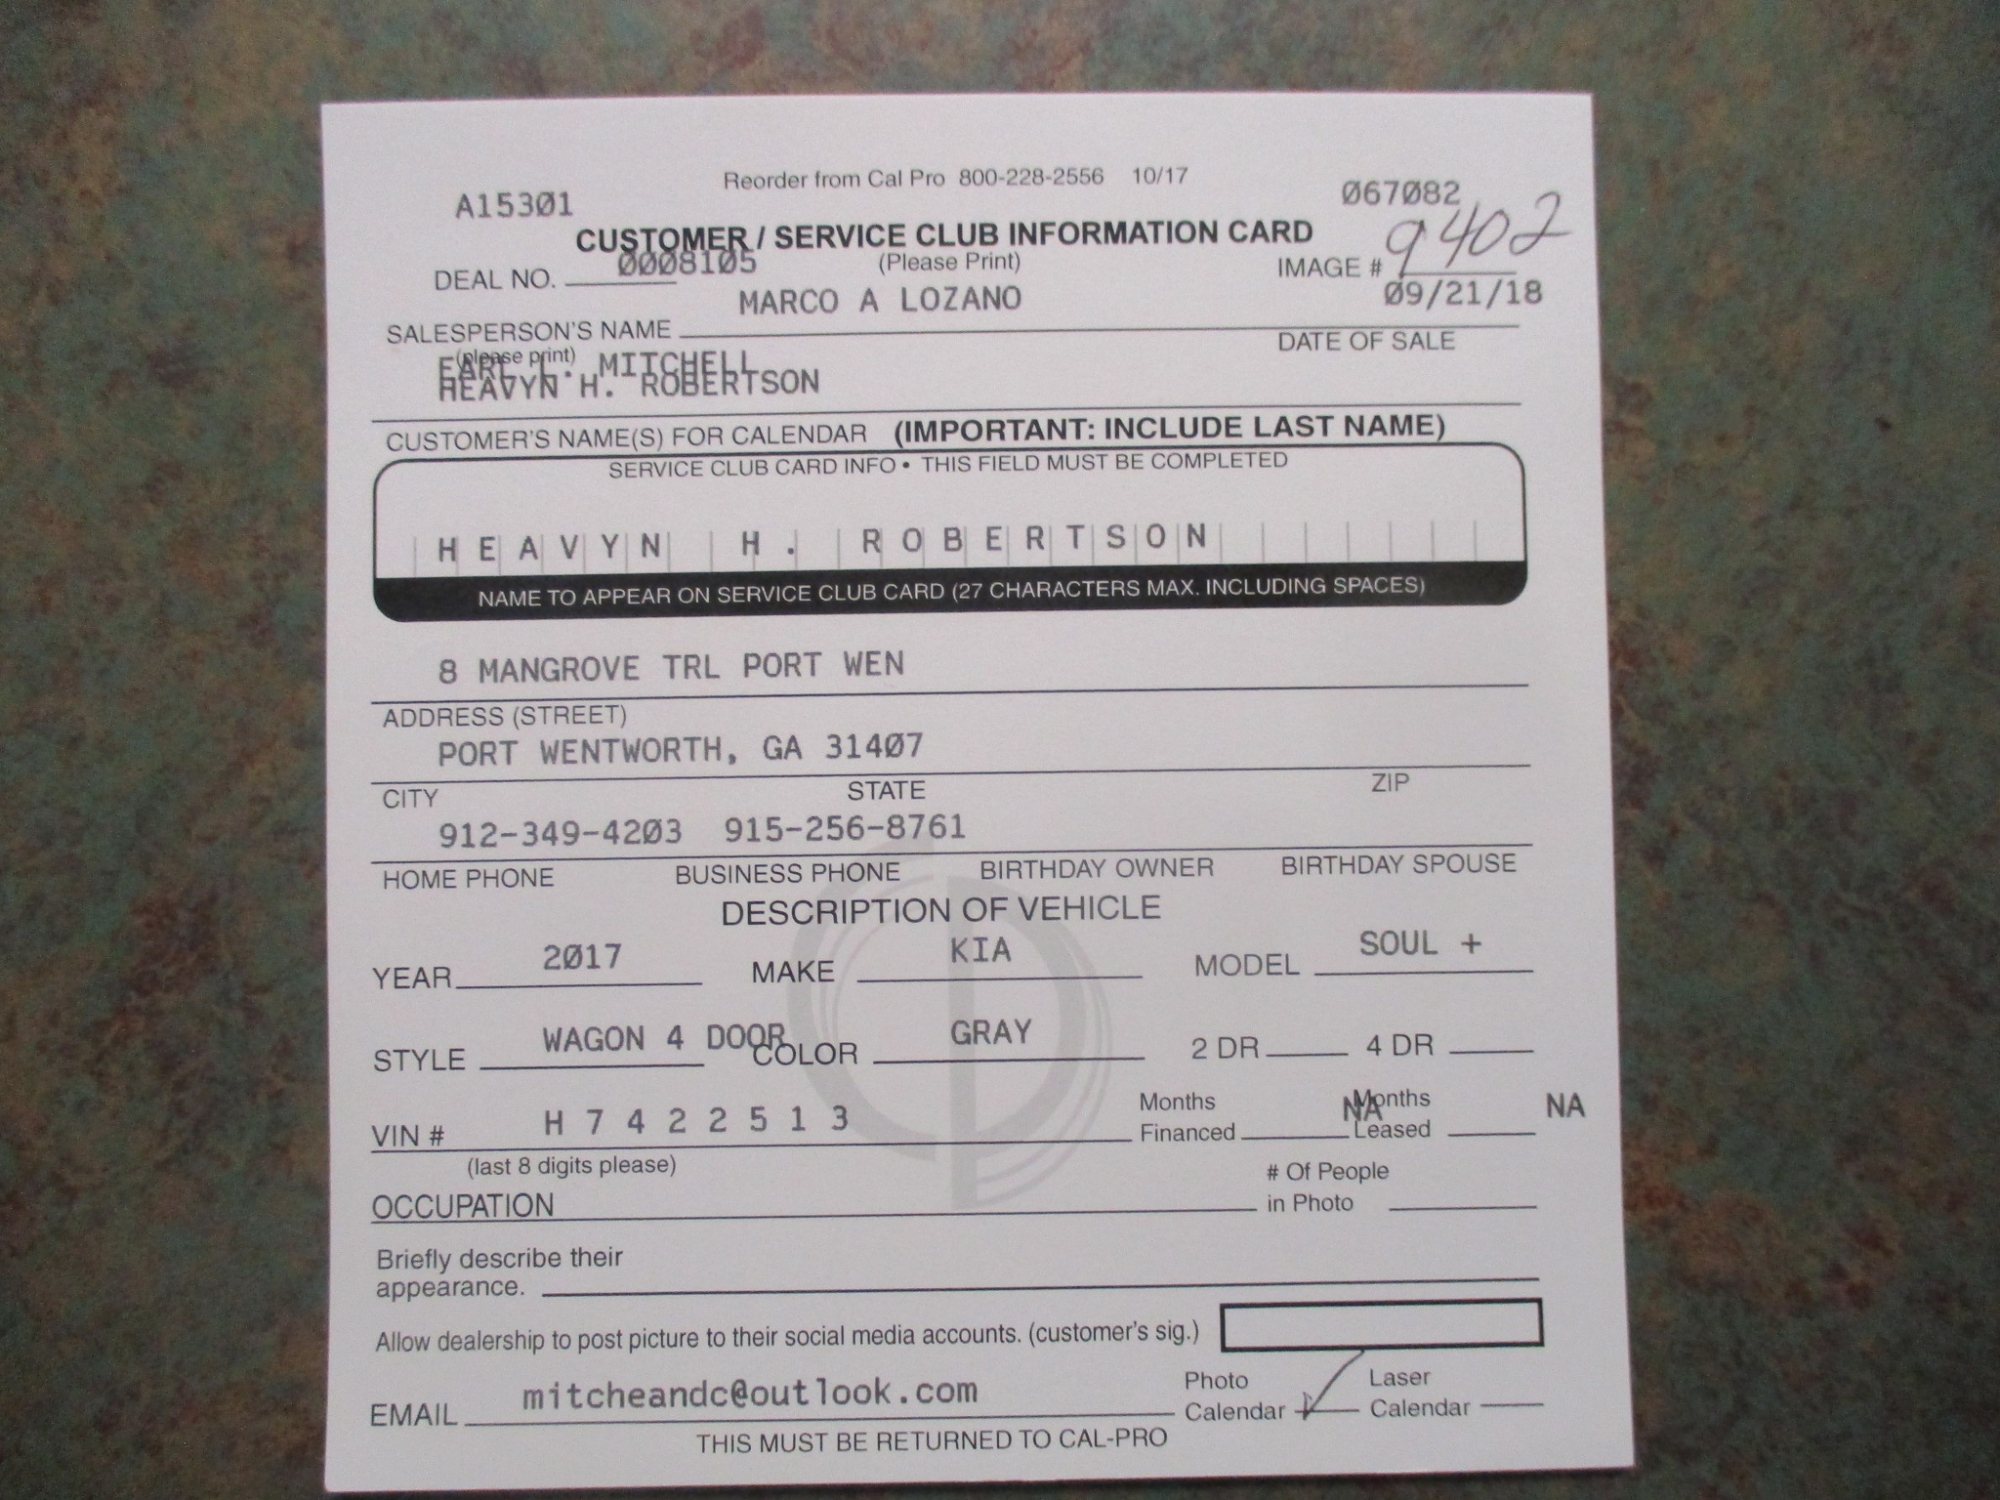 Reorder from Cal Pro 800-228-2556 10/17
A15301 067082
CUSTOMER / SERVICE CLUB INFORMATION CARD 9402
DEAL NO. 0008105 (Please Print) IMAGE #
MARCO A LOZANO 09/21/18
SALESPERSON'S NAME DATE OF SALE
(please print)
EARL L. MITCHELL
HEAVYN H. ROBERTSON
CUSTOMER'S NAME(S) FOR CALENDAR (IMPORTANT: INCLUDE LAST NAME)
SERVICE CLUB CARD INFO • THIS FIELD MUST BE COMPLETED
HEAVYN H. ROBERTSON
NAME TO APPEAR ON SERVICE CLUB CARD (27 CHARACTERS MAX. INCLUDING SPACES)
8 MANGROVE TRL PORT WEN
ADDRESS (STREET)
PORT WENTWORTH, GA 31407
CITY STATE ZIP
912-349-4203 915-256-8761
HOME PHONE BUSINESS PHONE BIRTHDAY OWNER BIRTHDAY SPOUSE
DESCRIPTION OF VEHICLE
YEAR 2017 MAKE KIA MODEL SOUL +
STYLE WAGON 4 DOOR COLOR GRAY 2 DR 4 DR
VIN # H7422513 Months Financed NA Months Leased NA
(last 8 digits please)
OCCUPATION # Of People in Photo
Briefly describe their
appearance.
Allow dealership to post picture to their social media accounts. (customer's sig.)
EMAIL mitcheandc@outlook.com Photo Calendar Laser Calendar
THIS MUST BE RETURNED TO CAL-PRO